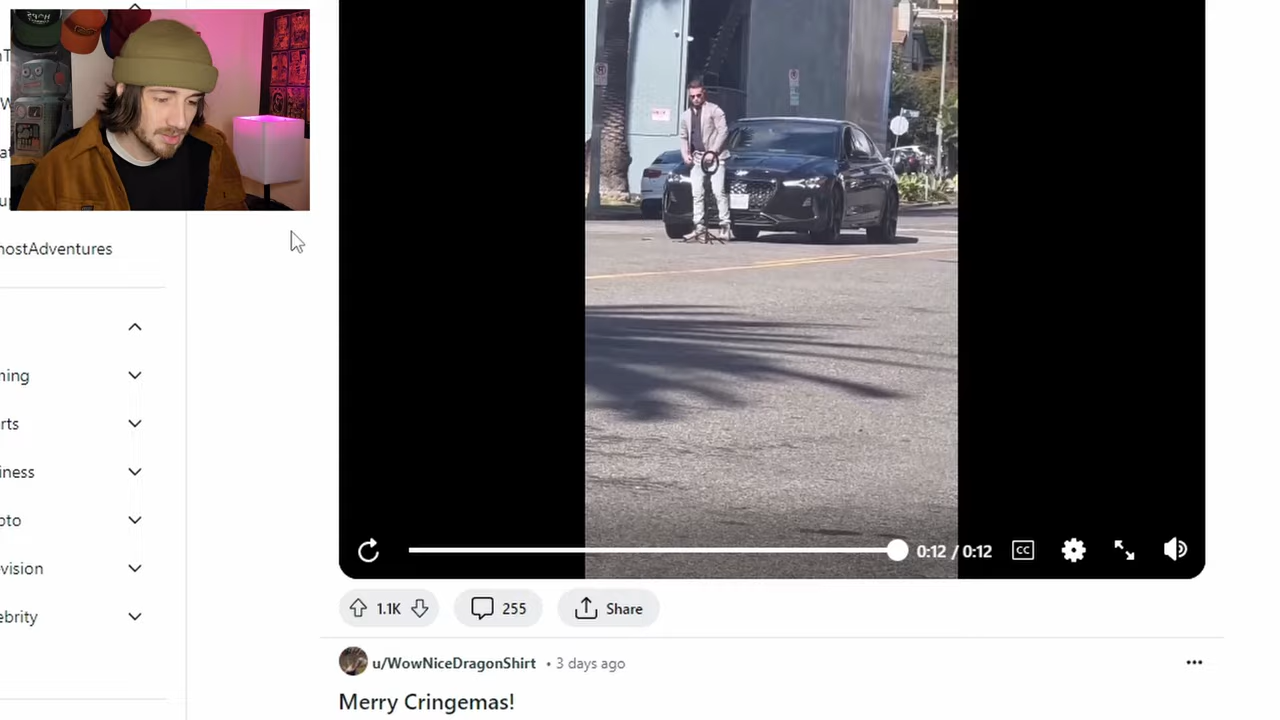 hostAdventures
ning
rts
iness
pto
vision
ebrity
0:12 / 0:12
CC
1.1K
255
Share
u/WowNiceDragonShirt
• 3 days ago
Merry Cringemas!